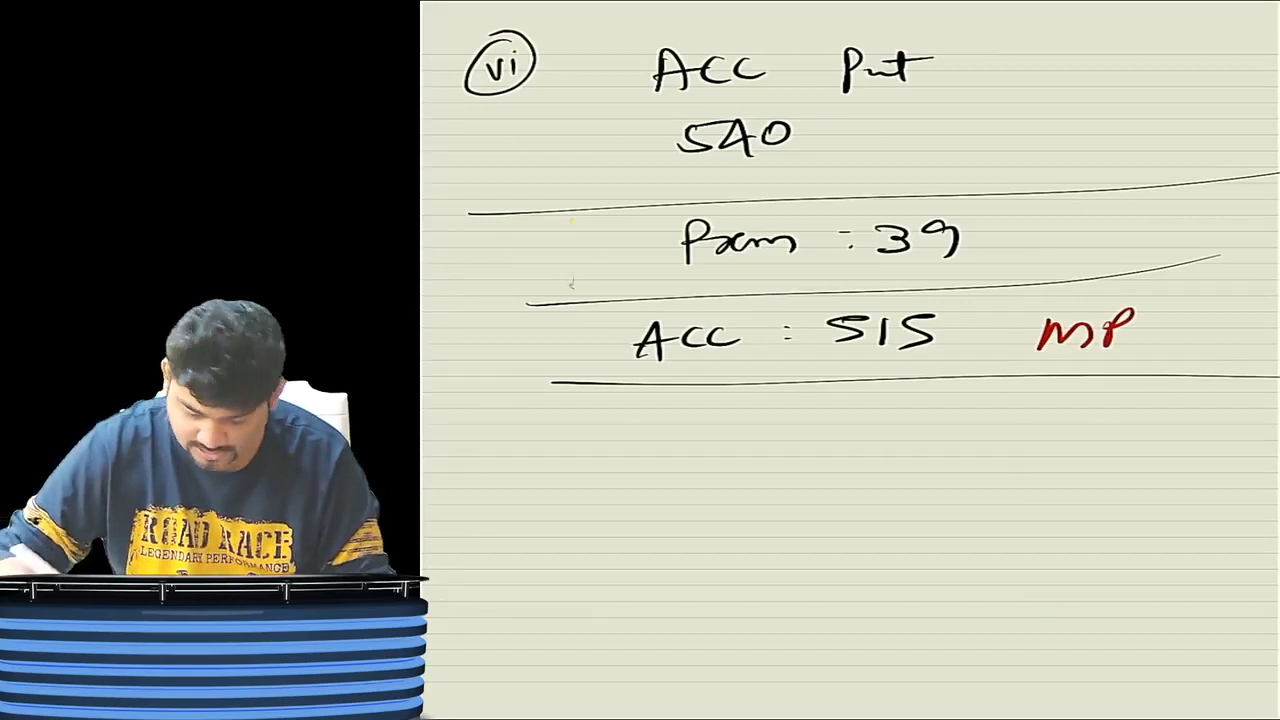 vi ACC Put
540
Prem : 39
ACC : 515 MP
ROAD RACE
LEGENDARY PERFORMANCE